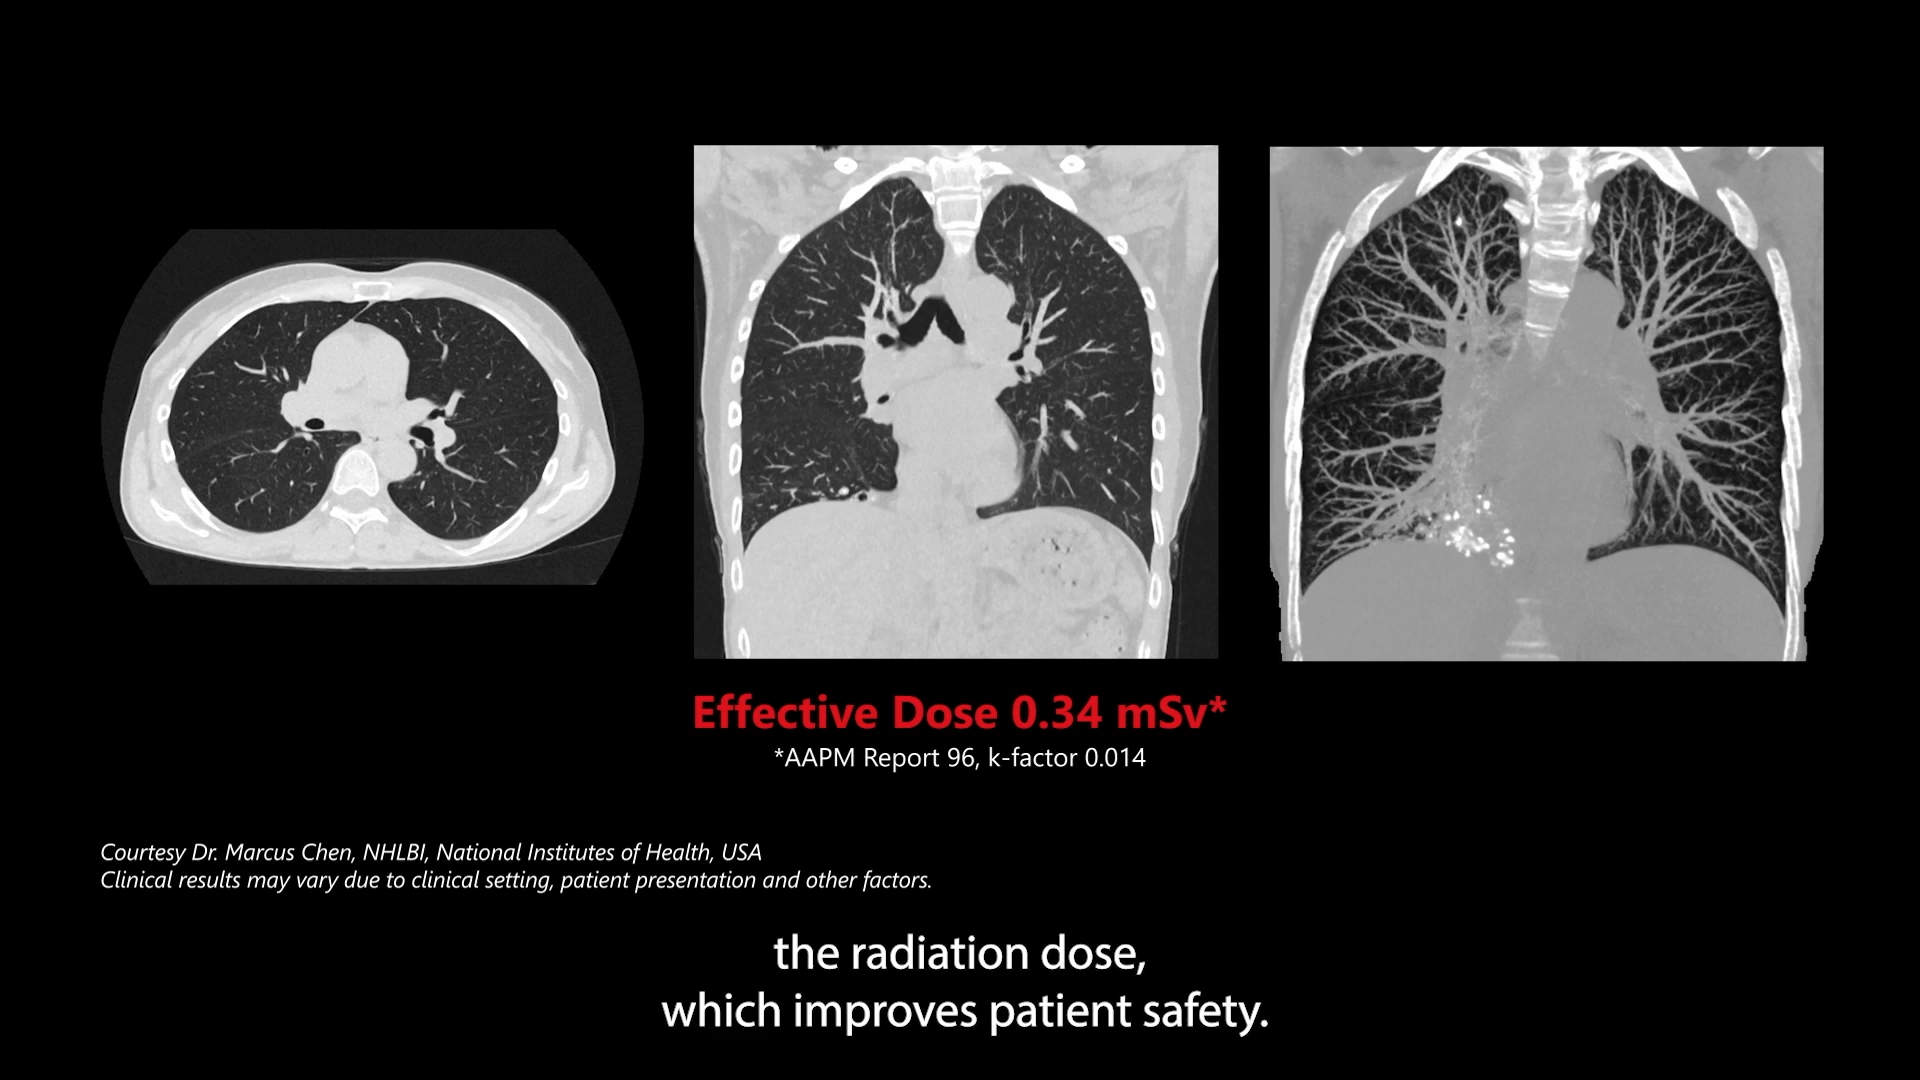 Effective Dose 0.34 mSv*
*AAPM Report 96, k-factor 0.014
Courtesy Dr. Marcus Chen, NHLBI, National Institutes of Health, USA
Clinical results may vary due to clinical setting, patient presentation and other factors.
the radiation dose,
which improves patient safety.